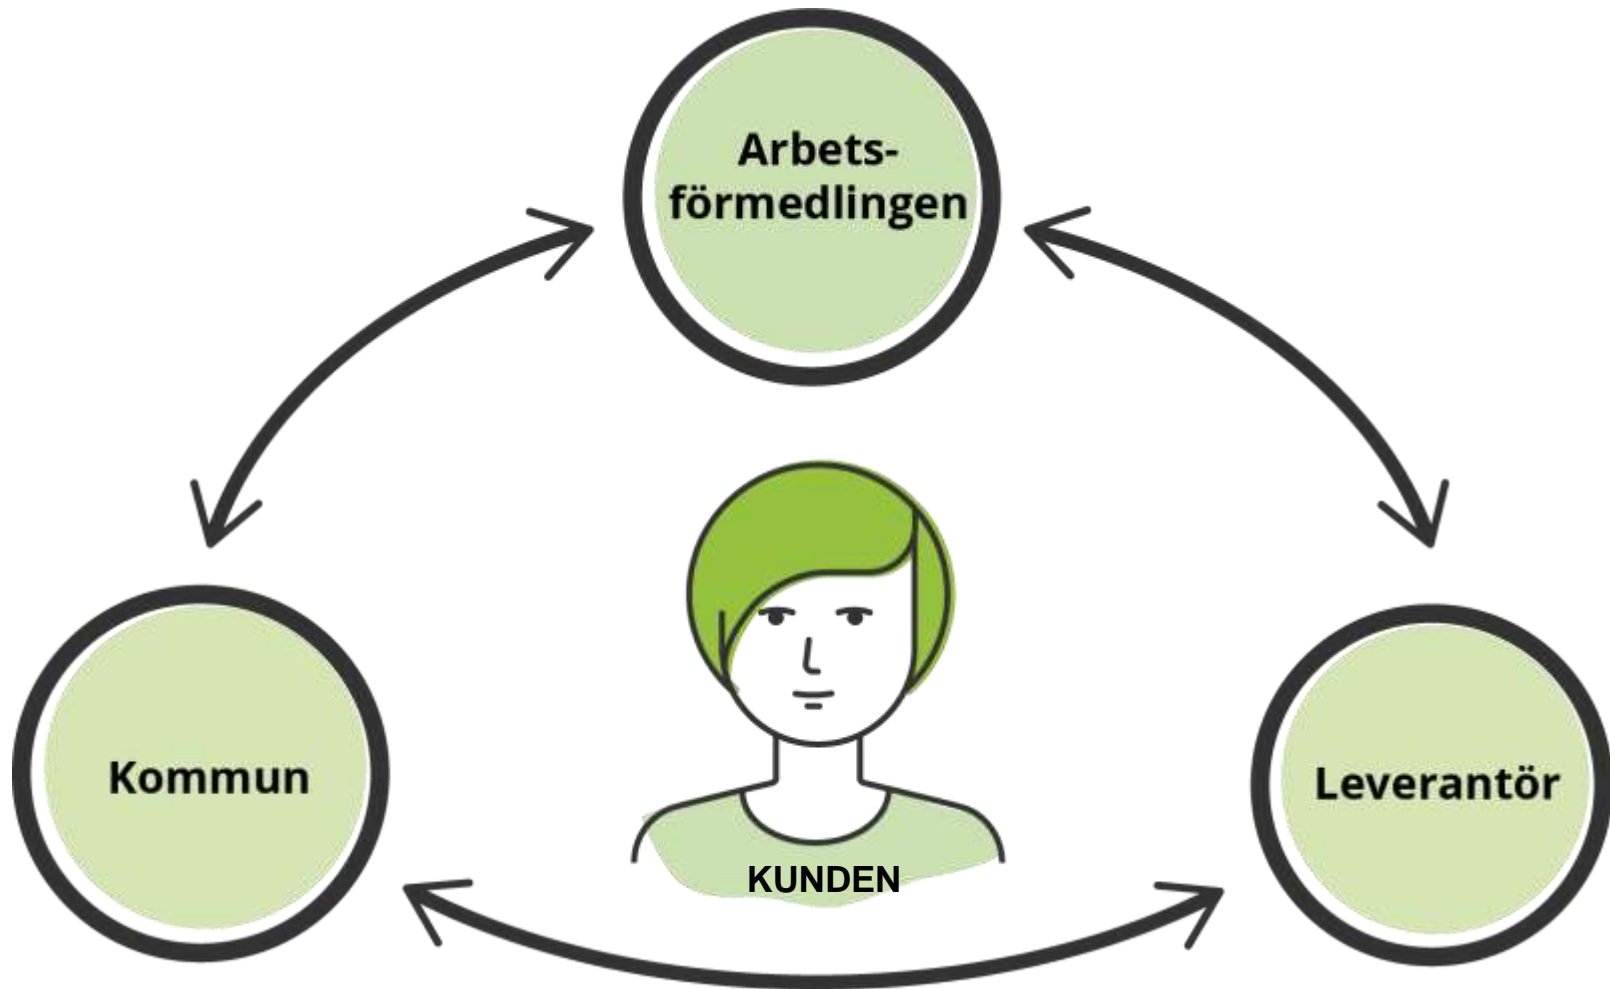 Arbets-
förmedlingen
Kommun
Leverantör
KUNDEN